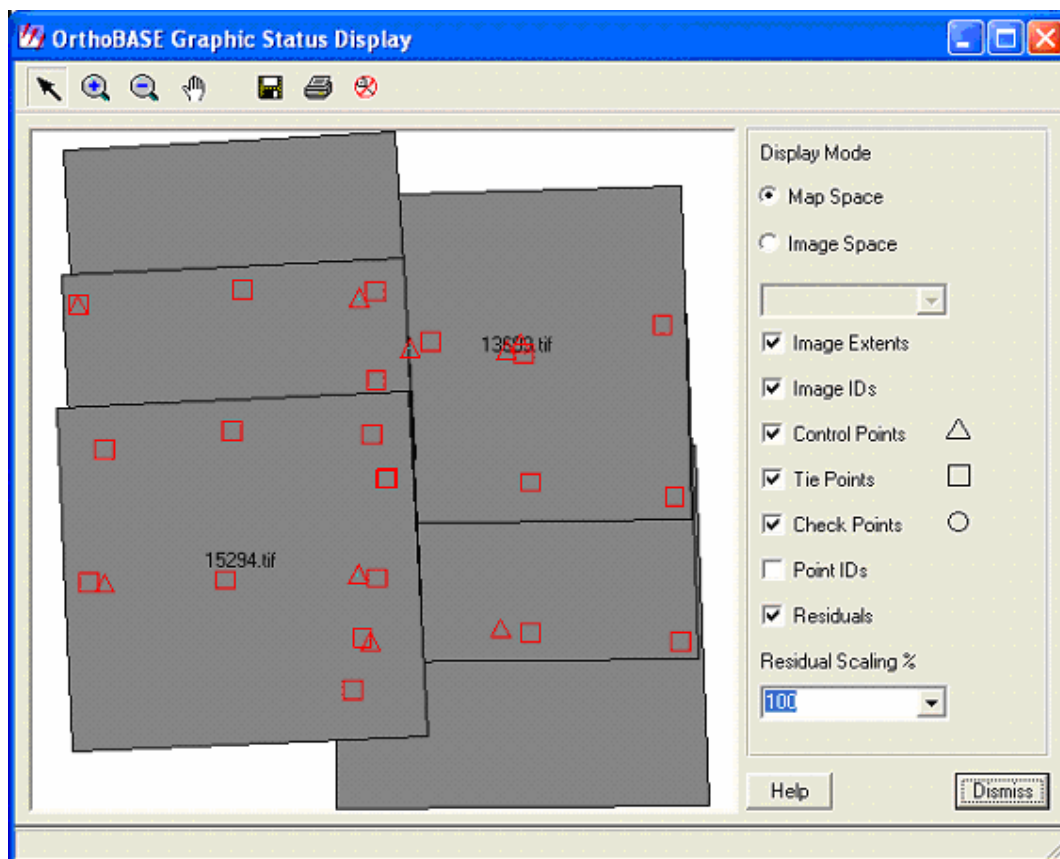 OrthoBASE Graphic Status Display
Display Mode
Map Space
Image Space
Image Extents
Image IDs
Control Points
Tie Points
Check Points
Point IDs
Residuals
Residual Scaling %
100
Help
Dismiss
15294.tif